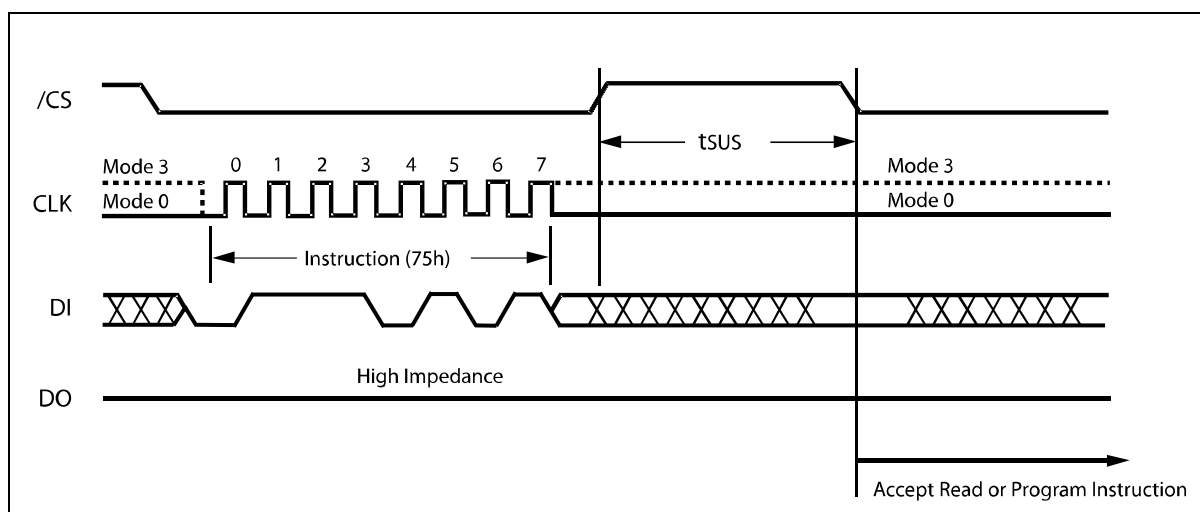 /CS
tSUS
Mode 3
0 1 2 3 4 5 6 7
Mode 3
CLK
Mode 0
Mode 0
Instruction (75h)
DI
High Impedance
DO
Accept Read or Program Instruction